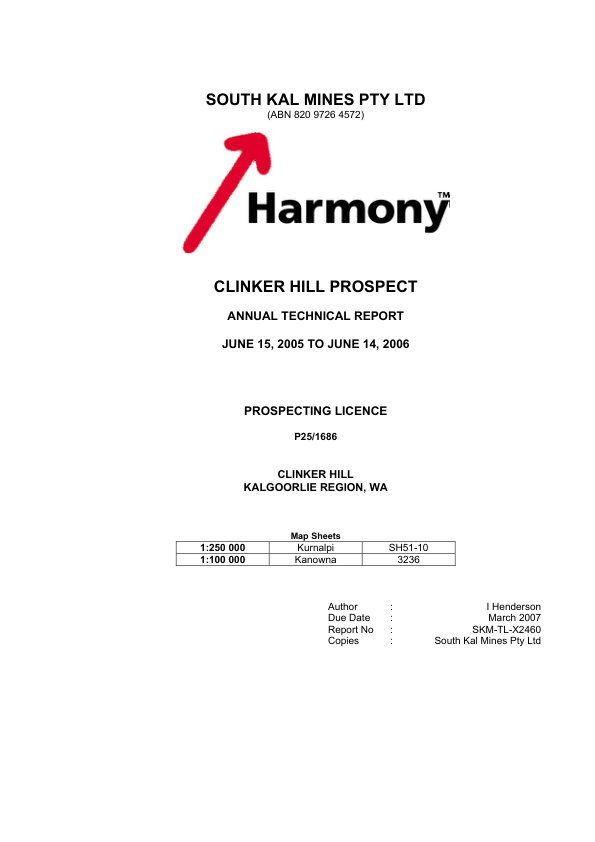 SOUTH KAL MINES PTY LTD
(ABN 820 9726 4572)
Harmony™
CLINKER HILL PROSPECT
ANNUAL TECHNICAL REPORT
JUNE 15, 2005 TO JUNE 14, 2006
PROSPECTING LICENCE
P25/1686
CLINKER HILL
KALGOORLIE REGION, WA
Map Sheets
1:250 000 Kurnalpi SH51-10
1:100 000 Kanowna 3236
Author : I Henderson
Due Date : March 2007
Report No : SKM-TL-X2460
Copies : South Kal Mines Pty Ltd